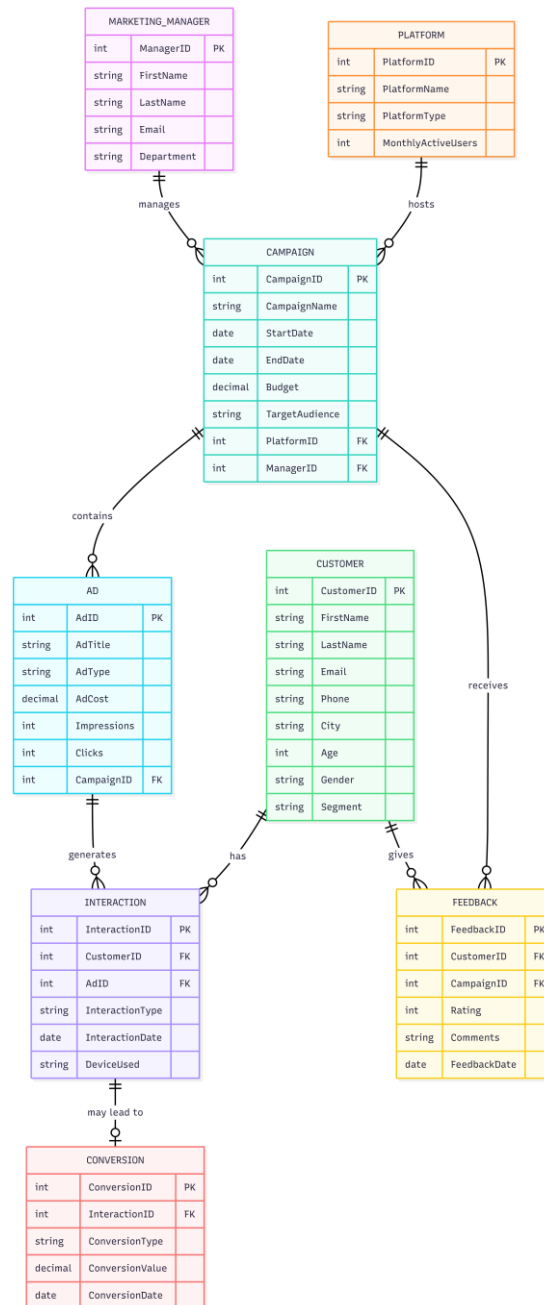 MARKETING_MANAGER
int ManagerID PK
string FirstName
string LastName
string Email
string Department
PLATFORM
int PlatformID PK
string PlatformName
string PlatformType
int MonthlyActiveUsers
manages
hosts
CAMPAIGN
int CampaignID PK
string CampaignName
date StartDate
date EndDate
decimal Budget
string TargetAudience
int PlatformID FK
int ManagerID FK
contains
receives
AD
int AdID PK
string AdTitle
string AdType
decimal AdCost
int Impressions
int Clicks
int CampaignID FK
CUSTOMER
int CustomerID PK
string FirstName
string LastName
string Email
string Phone
string City
int Age
string Gender
string Segment
generates
has
gives
INTERACTION
int InteractionID PK
int CustomerID FK
int AdID FK
string InteractionType
date InteractionDate
string DeviceUsed
FEEDBACK
int FeedbackID PK
int CustomerID FK
int CampaignID FK
int Rating
string Comments
date FeedbackDate
may lead to
CONVERSION
int ConversionID PK
int InteractionID FK
string ConversionType
decimal ConversionValue
date ConversionDate